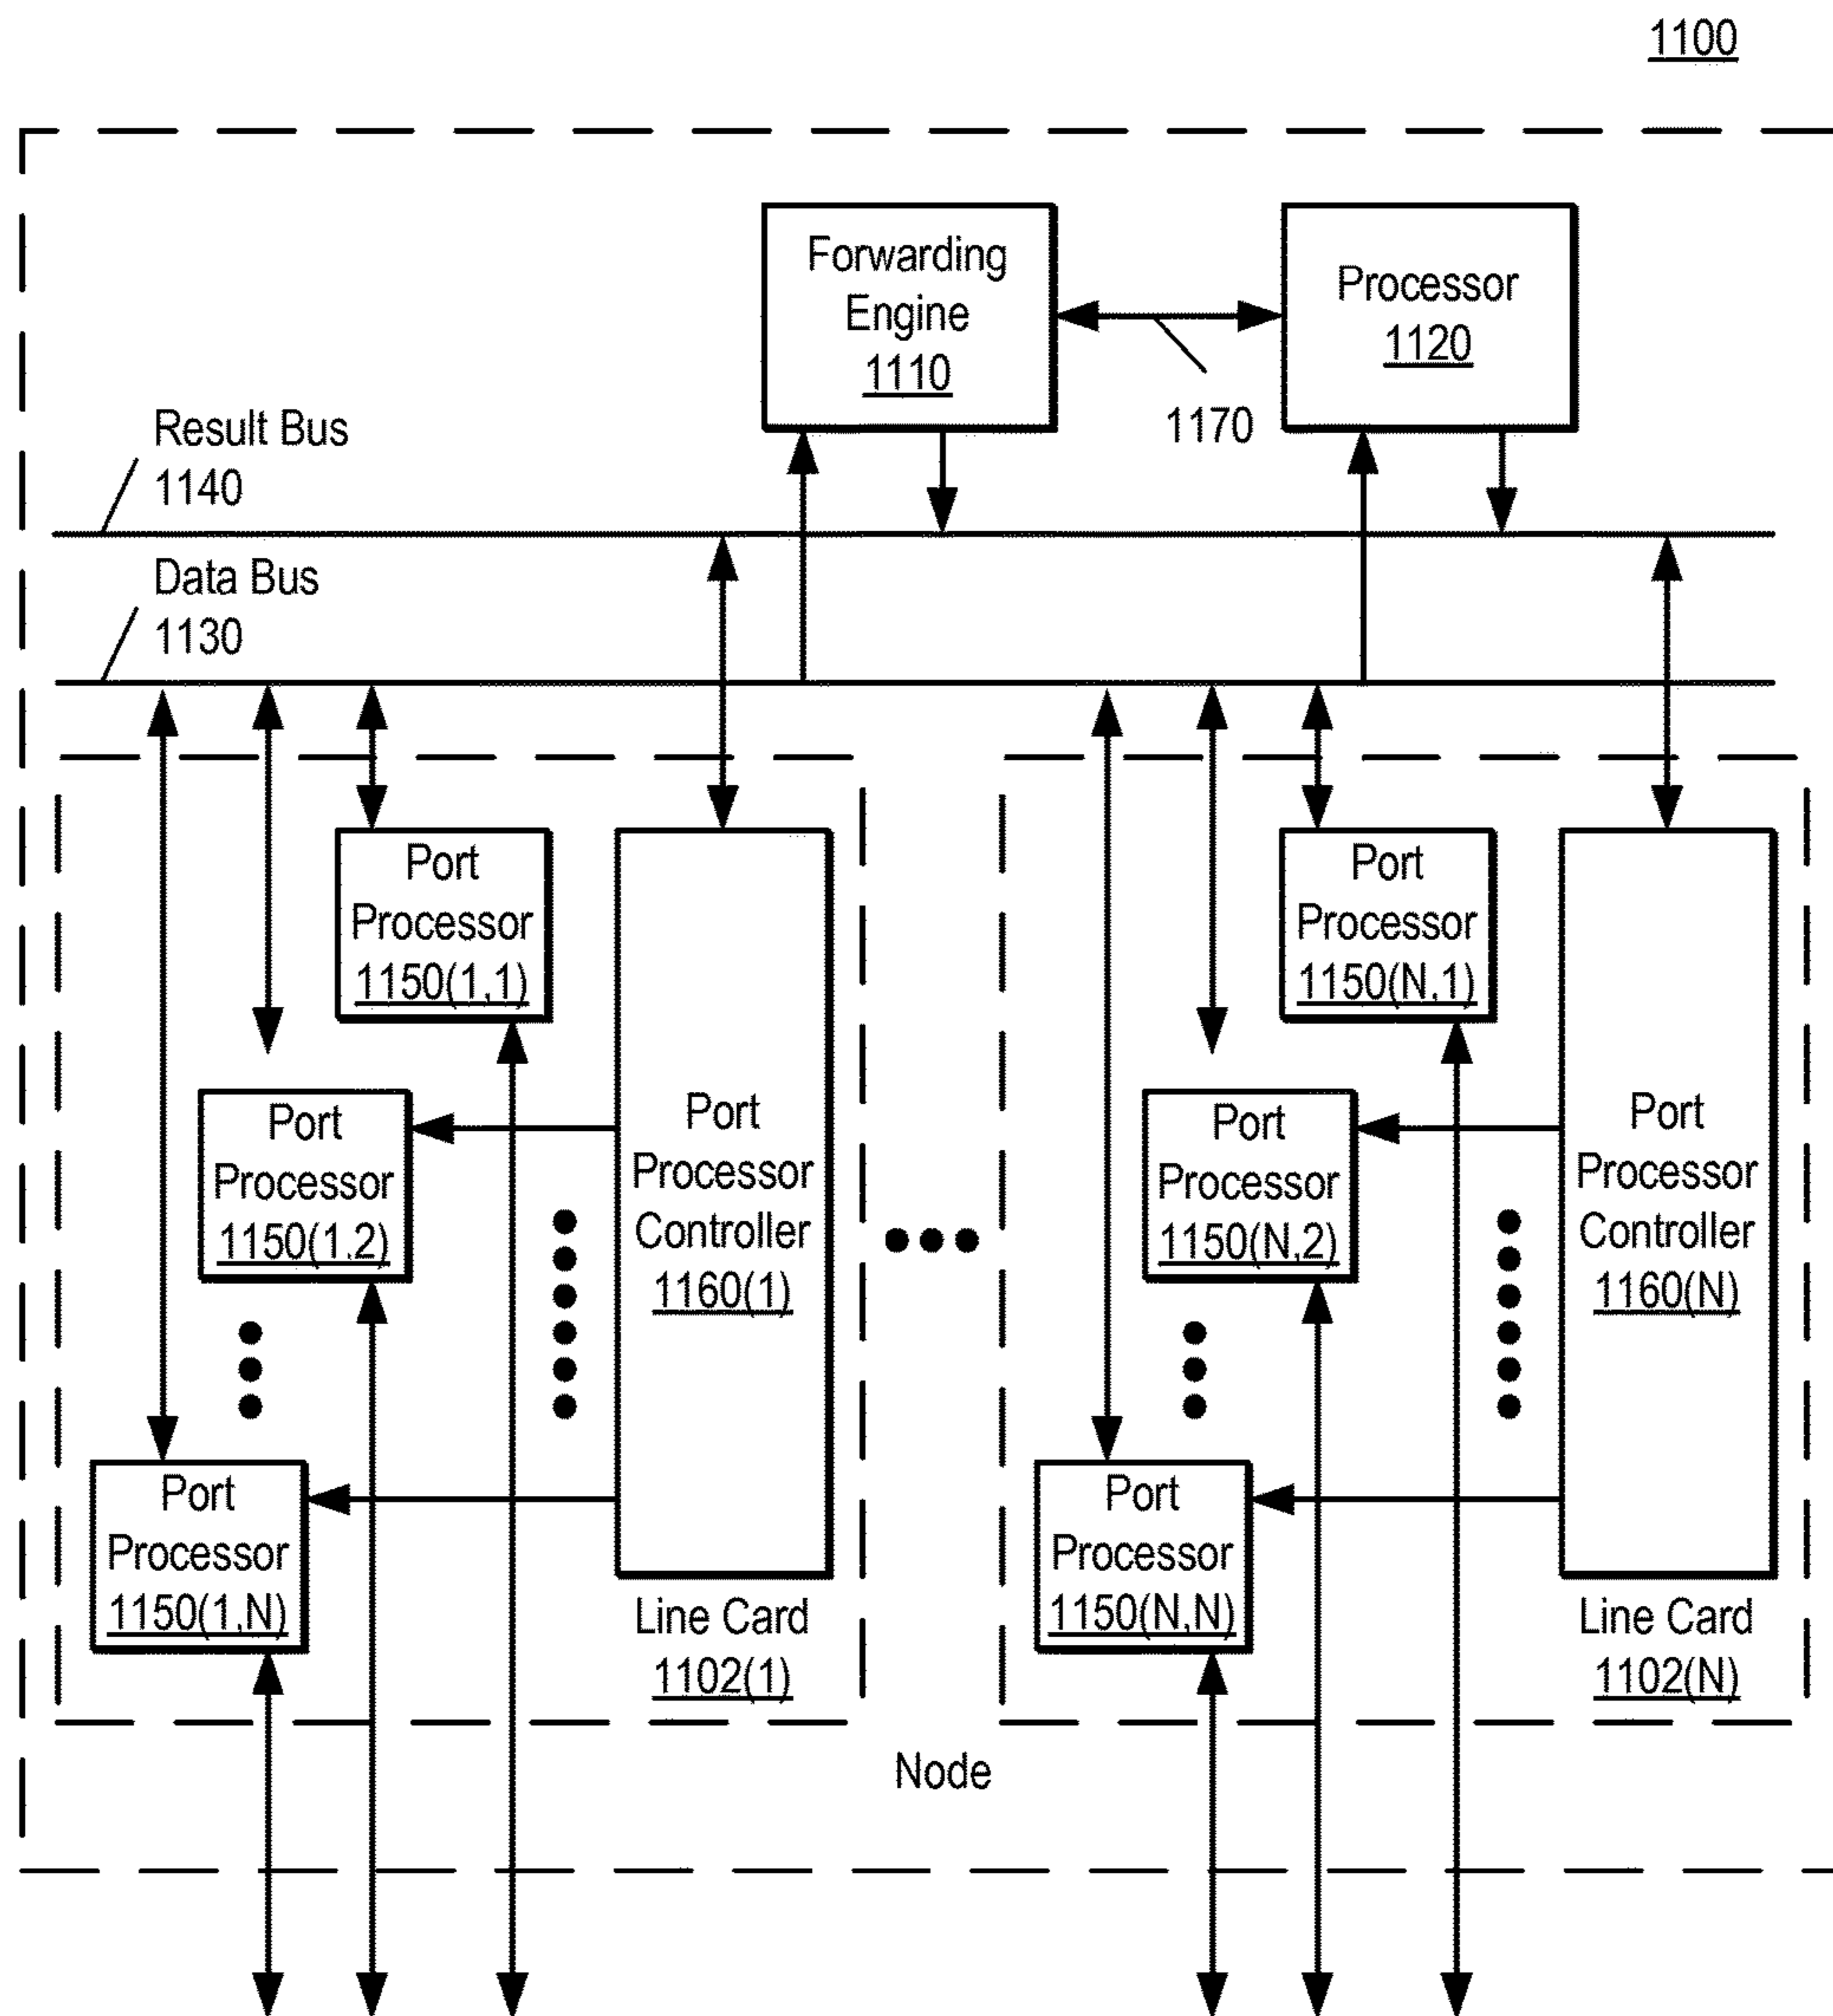 1100
Forwarding
Engine
1110
Processor
1120
1170
Result Bus
1140
Data Bus
1130
Port
Processor
1150(1,1)
Port
Processor
1150(1,2)
Port
Processor
1150(1,N)
Port
Processor
Controller
1160(1)
Line Card
1102(1)
Port
Processor
1150(N,1)
Port
Processor
1150(N,2)
Port
Processor
1150(N,N)
Port
Processor
Controller
1160(N)
Line Card
1102(N)
Node